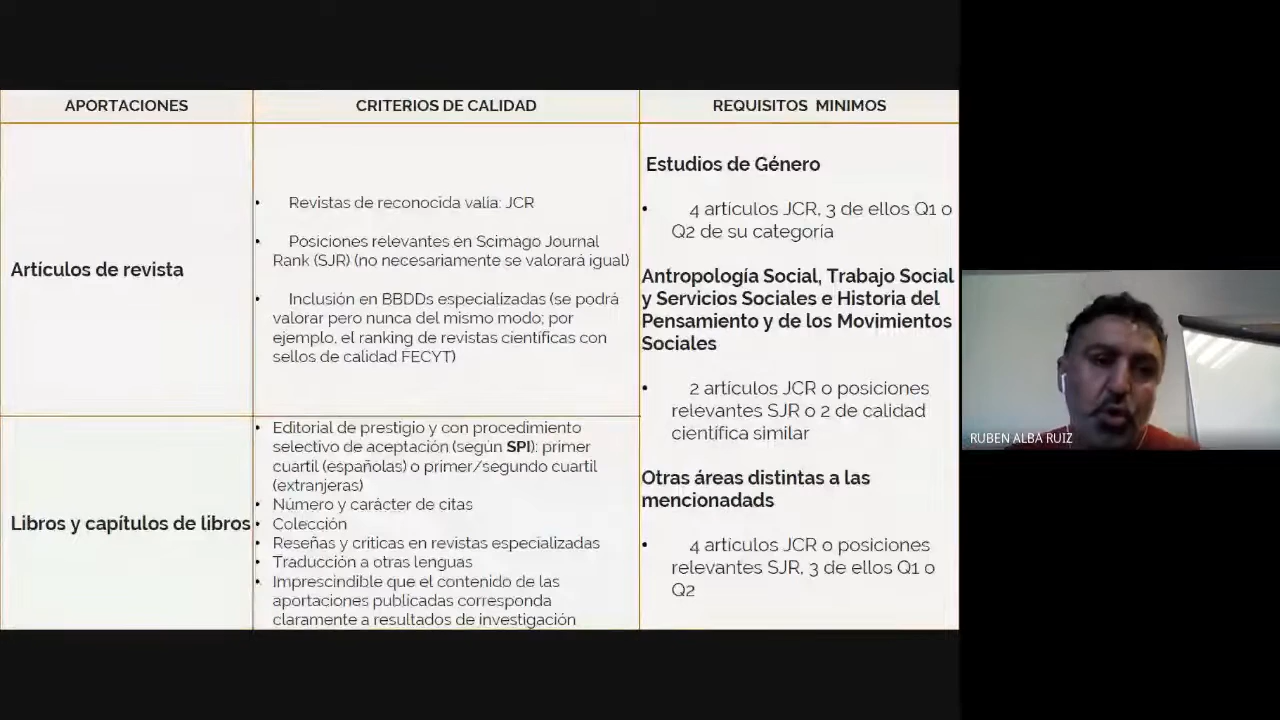 APORTACIONES
CRITERIOS DE CALIDAD
REQUISITOS MINIMOS
Artículos de revista
• Revistas de reconocida valía: JCR
• Posiciones relevantes en Scimago Journal
Rank (SJR) (no necesariamente se valorará igual)
• Inclusión en BBDDs especializadas (se podrá
valorar pero nunca del mismo modo; por
ejemplo, el ranking de revistas científicas con
sellos de calidad FECYT)
Libros y capítulos de libros
• Editorial de prestigio y con procedimiento
selectivo de aceptación (según SPI): primer
cuartil (españolas) o primer/segundo cuartil
(extranjeras)
• Número y carácter de citas
• Colección
• Reseñas y críticas en revistas especializadas
• Traducción a otras lenguas
• Imprescindible que el contenido de las
aportaciones publicadas corresponda
claramente a resultados de investigación
Estudios de Género
• 4 artículos JCR, 3 de ellos Q1 o
Q2 de su categoría
Antropología Social, Trabajo Social
y Servicios Sociales e Historia del
Pensamiento y de los Movimientos
Sociales
• 2 artículos JCR o posiciones
relevantes SJR o 2 de calidad
científica similar
Otras áreas distintas a las
mencionadads
• 4 artículos JCR o posiciones
relevantes SJR, 3 de ellos Q1 o
Q2
RUBEN ALBA RUIZ